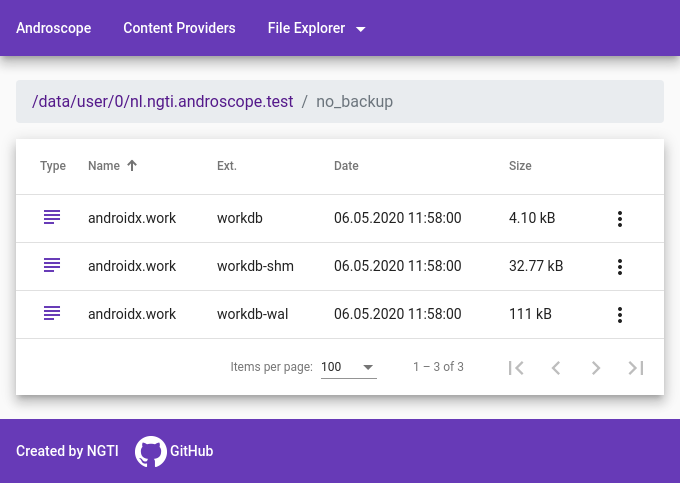 Androscope Content Providers File Explorer
/data/user/0/nl.ngti.androscope.test / no_backup
Type Name Ext. Date Size
androidx.work workdb 06.05.2020 11:58:00 4.10 kB
androidx.work workdb-shm 06.05.2020 11:58:00 32.77 kB
androidx.work workdb-wal 06.05.2020 11:58:00 111 kB
Items per page: 100 1 – 3 of 3
Created by NGTI GitHub